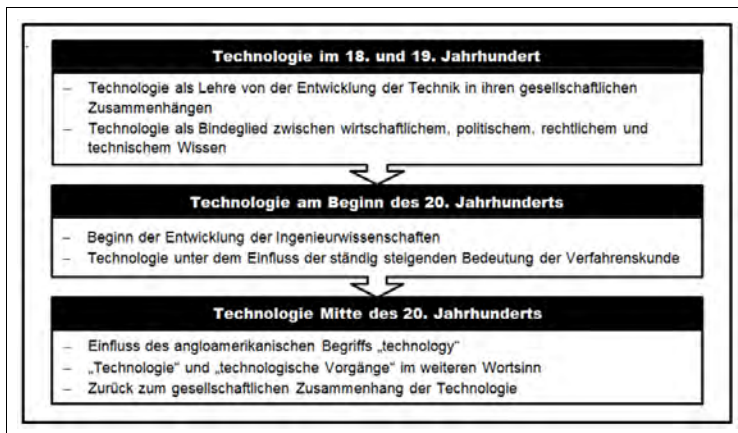 Technologie im 18. und 19. Jahrhundert
– Technologie als Lehre von der Entwicklung der Technik in ihren gesellschaftlichen
Zusammenhängen
– Technologie als Bindeglied zwischen wirtschaftlichem, politischem, rechtlichem und
technischem Wissen
Technologie am Beginn des 20. Jahrhunderts
– Beginn der Entwicklung der Ingenieurwissenschaften
– Technologie unter dem Einfluss der ständig steigenden Bedeutung der Verfahrenskunde
Technologie Mitte des 20. Jahrhunderts
– Einfluss des angloamerikanischen Begriffs „technology“
– „Technologie“ und „technologische Vorgänge“ im weiteren Wortsinn
– Zurück zum gesellschaftlichen Zusammenhang der Technologie